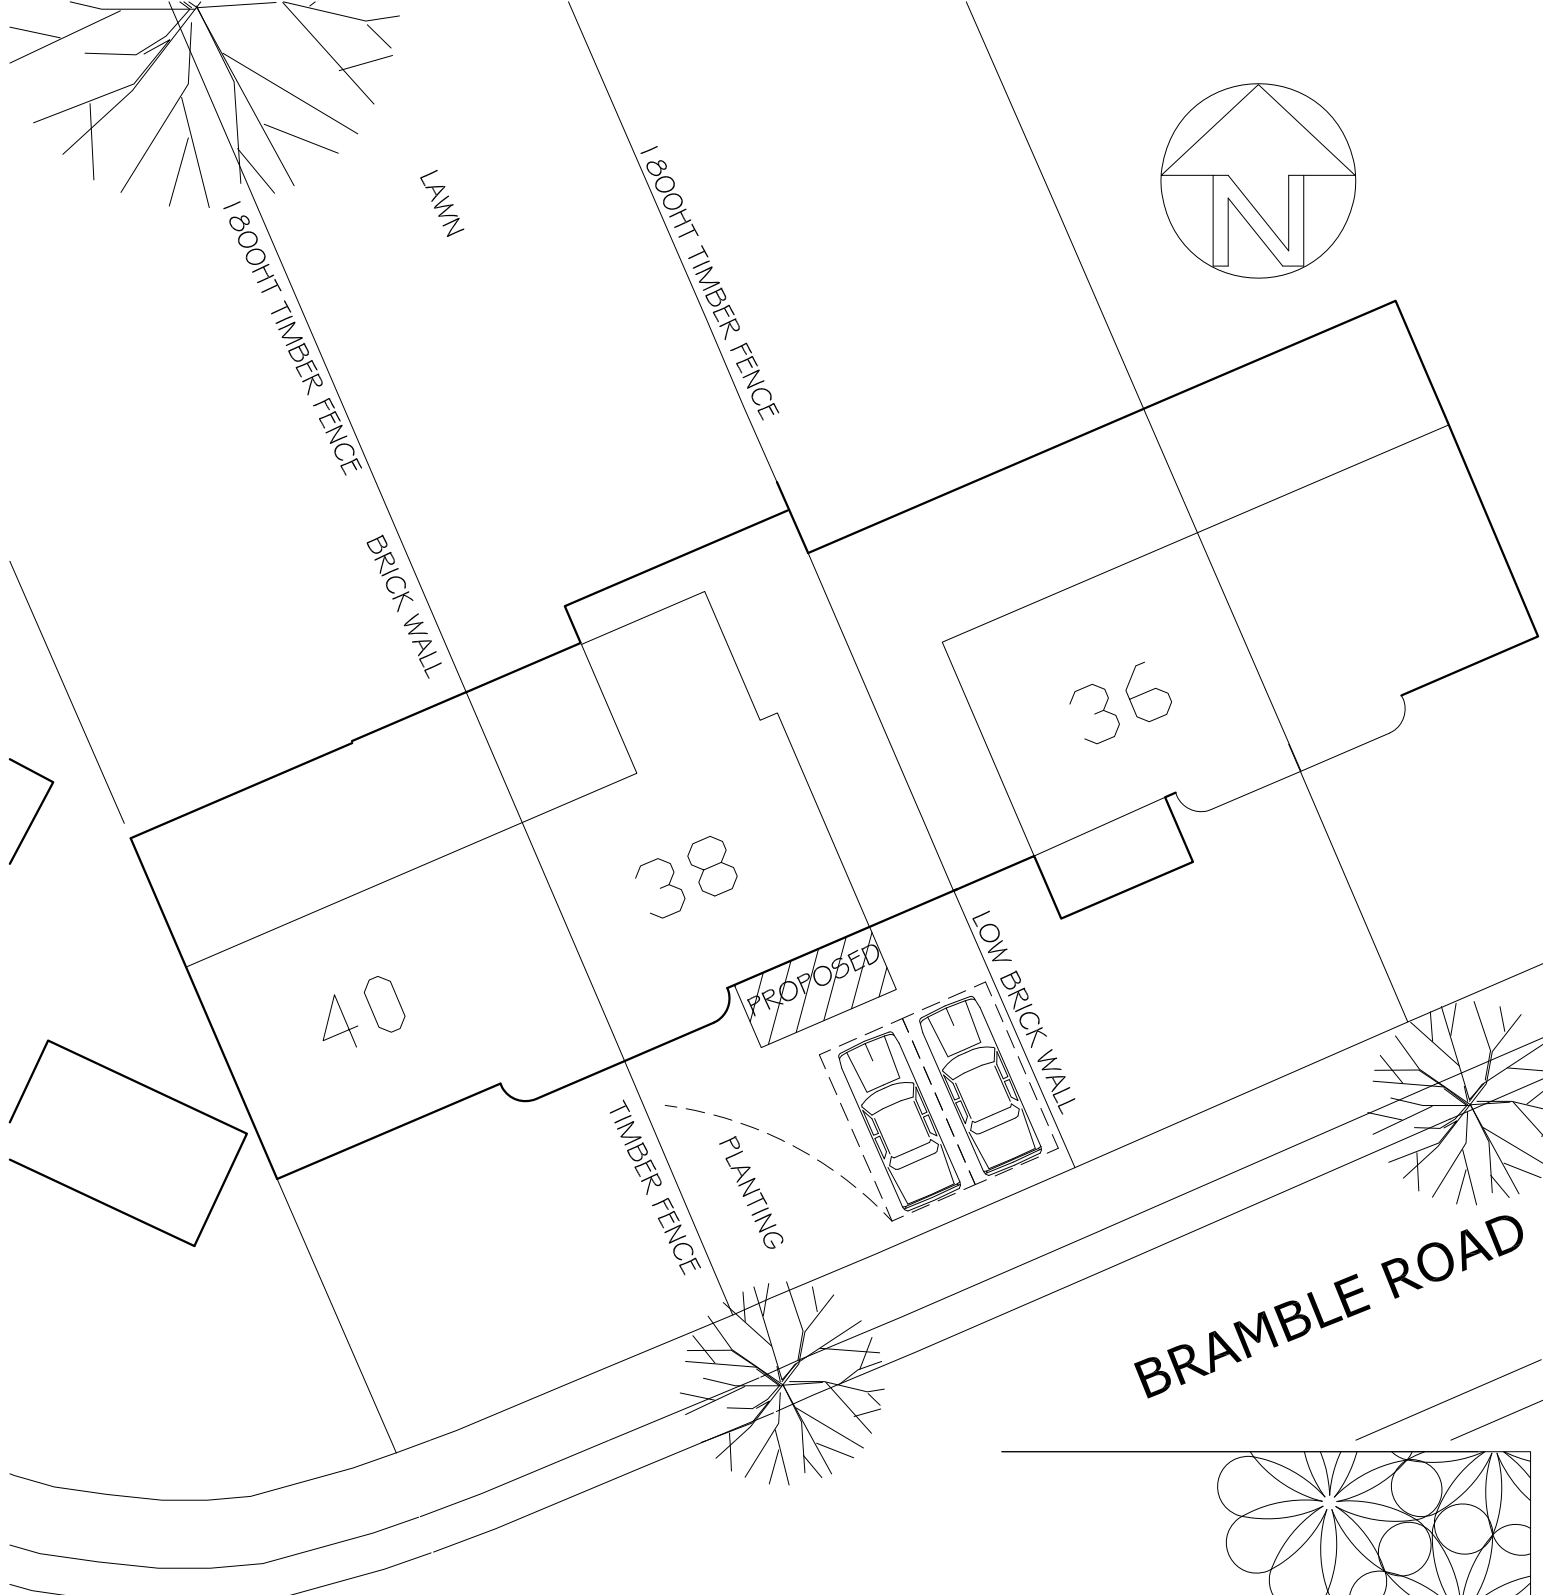 N
LAWN
1800HT TIMBER FENCE
1800HT TIMBER FENCE
BRICK WALL
36
38
40
PROPOSED
LOW BRICK WALL
TIMBER FENCE
PLANTING
BRAMBLE ROAD